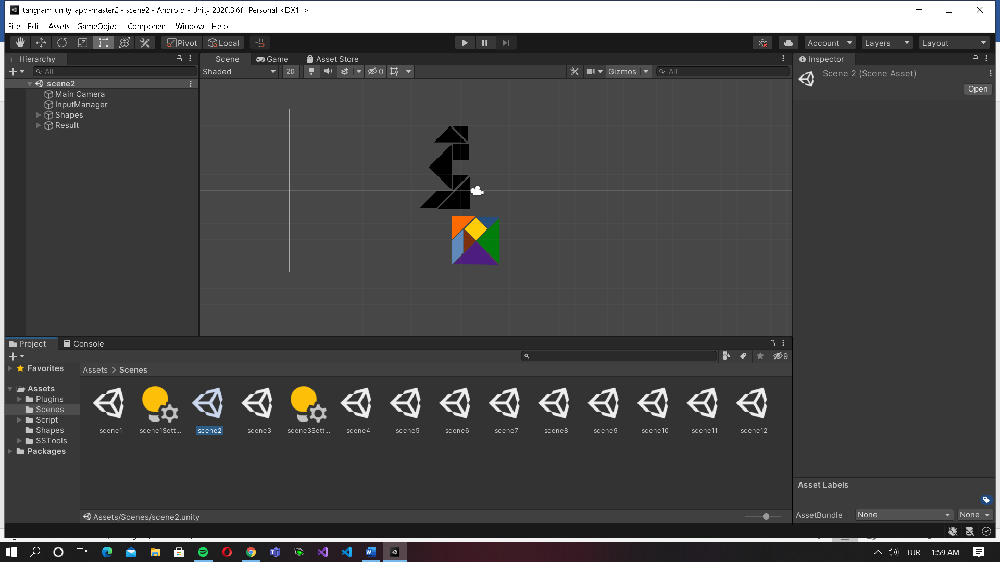 tangram_unity_app-master2 - scene2 - Android - Unity 2020.3.6f1 Personal <DX11>
File Edit Assets GameObject Component Window Help
Pivot Local Account Layers Layout
Hierarchy
All
scene2
Main Camera
InputManager
Shapes
Result
Scene Game Asset Store
Shaded 2D 0 Gizmos All
Inspector
Scene 2 (Scene Asset)
Open
Project Console
9
Favorites
Assets
Plugins
Scenes
Script
Shapes
SSTools
Packages
Assets > Scenes
scene1 scene1Sett... scene2 scene3 scene3Sett... scene4 scene5 scene6 scene7 scene8 scene9 scene10 scene11 scene12
Assets/Scenes/scene2.unity
Asset Labels
AssetBundle None None
TUR 1:59 AM